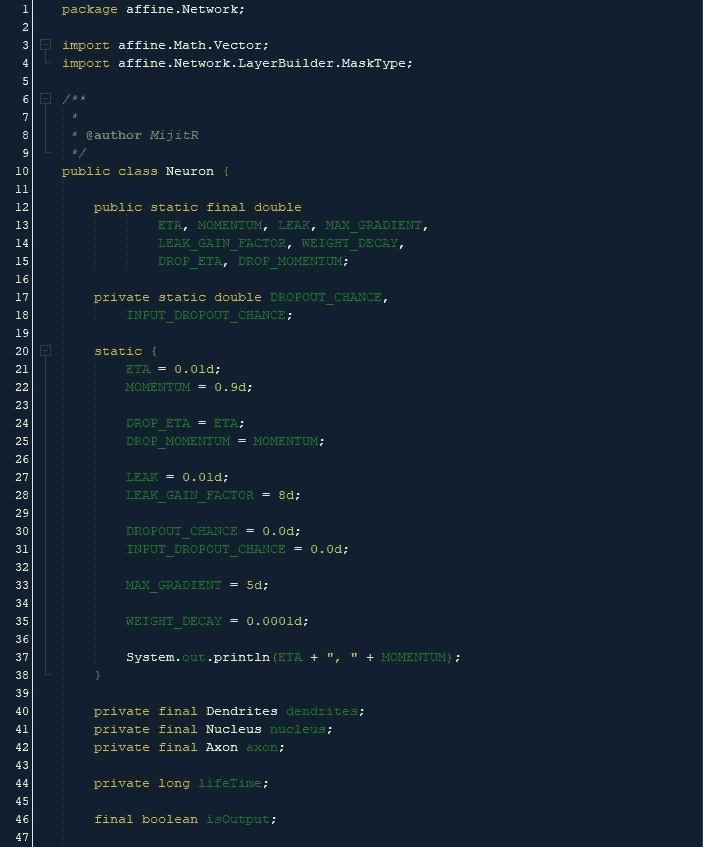 1 package affine.Network;
2
3 import affine.Math.Vector;
4 import affine.Network.LayerBuilder.MaskType;
5
6 /**
7  *
8  * @author MijitR
9  */
10 public class Neuron {
11
12     public static final double
13             ETA, MOMENTUM, LEAK, MAX_GRADIENT,
14             LEAK_GAIN_FACTOR, WEIGHT_DECAY,
15             DROP_ETA, DROP_MOMENTUM;
16
17     private static double DROPOUT_CHANCE,
18         INPUT_DROPOUT_CHANCE;
19
20     static {
21         ETA = 0.01d;
22         MOMENTUM = 0.9d;
23
24         DROP_ETA = ETA;
25         DROP_MOMENTUM = MOMENTUM;
26
27         LEAK = 0.01d;
28         LEAK_GAIN_FACTOR = 8d;
29
30         DROPOUT_CHANCE = 0.0d;
31         INPUT_DROPOUT_CHANCE = 0.0d;
32
33         MAX_GRADIENT = 5d;
34
35         WEIGHT_DECAY = 0.0001d;
36
37         System.out.println(ETA + ", " + MOMENTUM);
38     }
39
40     private final Dendrites dendrites;
41     private final Nucleus nucleus;
42     private final Axon axon;
43
44     private long lifeTime;
45
46     final boolean isOutput;
47